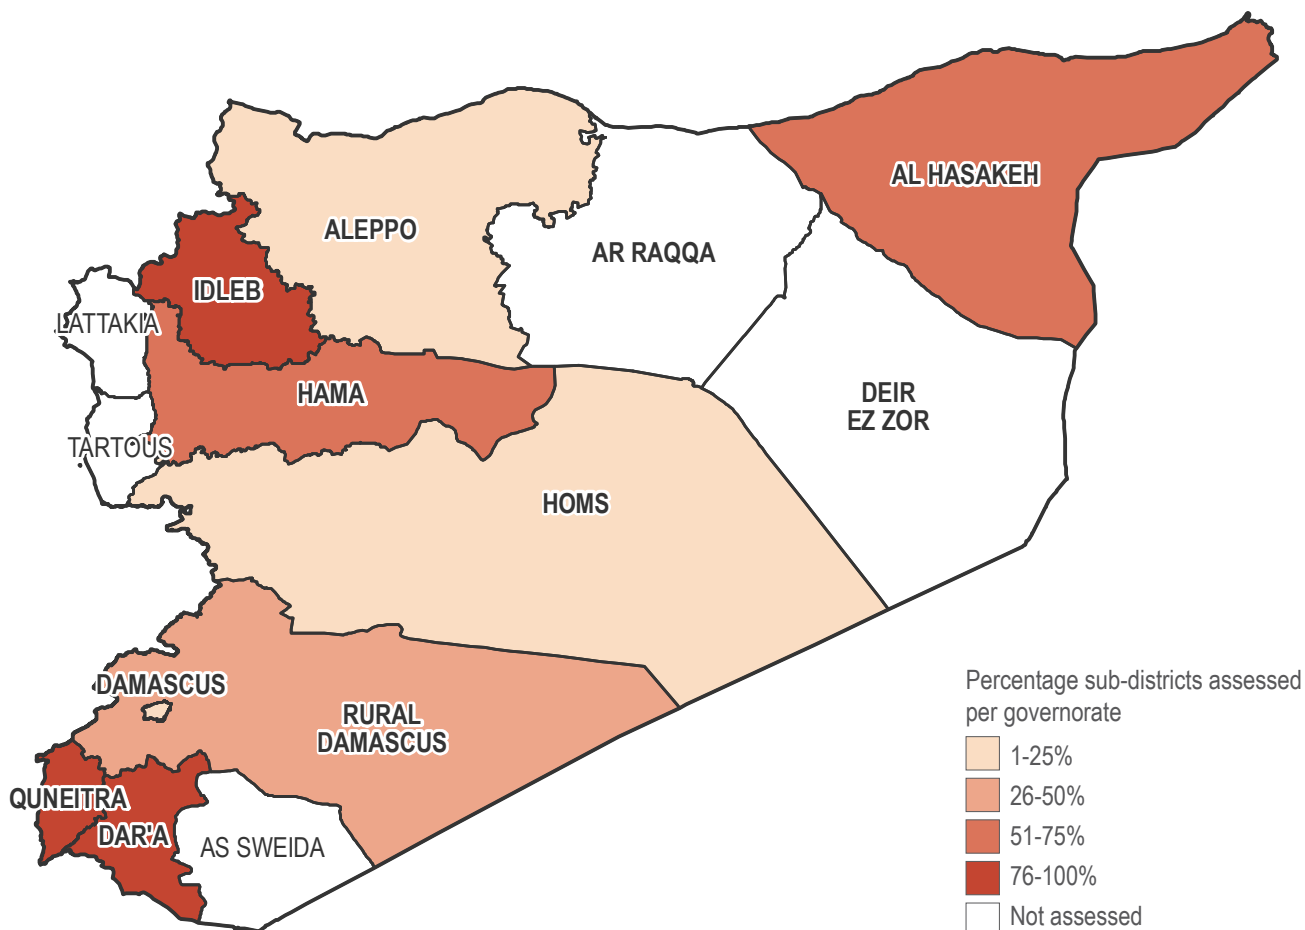 AL HASAKEH
ALEPPO
AR RAQQA
IDLEB
LATTAKIA
HAMA
DEIR
EZ ZOR
TARTOUS
HOMS
DAMASCUS
RURAL
DAMASCUS
QUNEITRA
DAR'A
AS SWEIDA
Percentage sub-districts assessed
per governorate
1-25%
26-50%
51-75%
76-100%
Not assessed